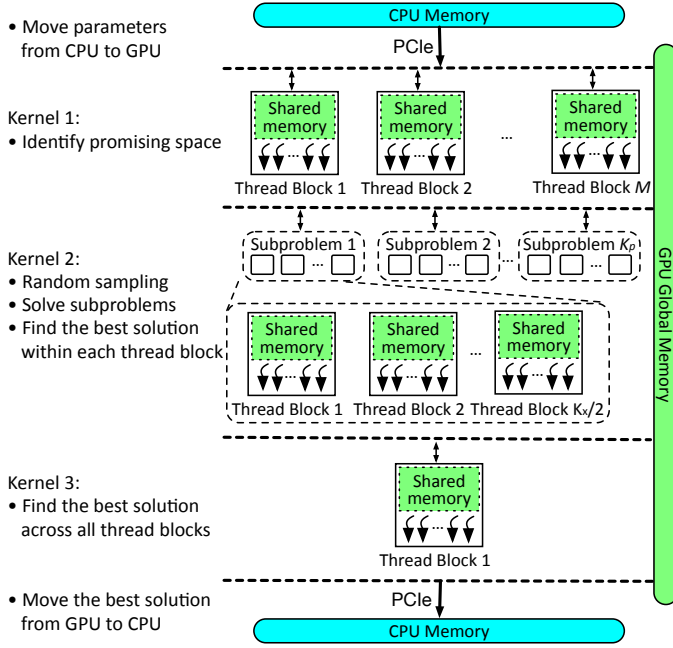 CPU Memory
• Move parameters
from CPU to GPU
PCIe
Kernel 1:
• Identify promising space
Shared
memory
...
Thread Block 1
Shared
memory
...
Thread Block 2
...
Shared
memory
...
Thread Block M
GPU Global Memory
Kernel 2:
• Random sampling
• Solve subproblems
• Find the best solution
within each thread block
Subproblem 1
...
Subproblem 2
...
...
Subproblem Kp
...
Shared
memory
...
Thread Block 1
Shared
memory
...
Thread Block 2
...
Shared
memory
...
Thread Block Kx/2
Kernel 3:
• Find the best solution
across all thread blocks
Shared
memory
...
Thread Block 1
• Move the best solution
from GPU to CPU
PCIe
CPU Memory